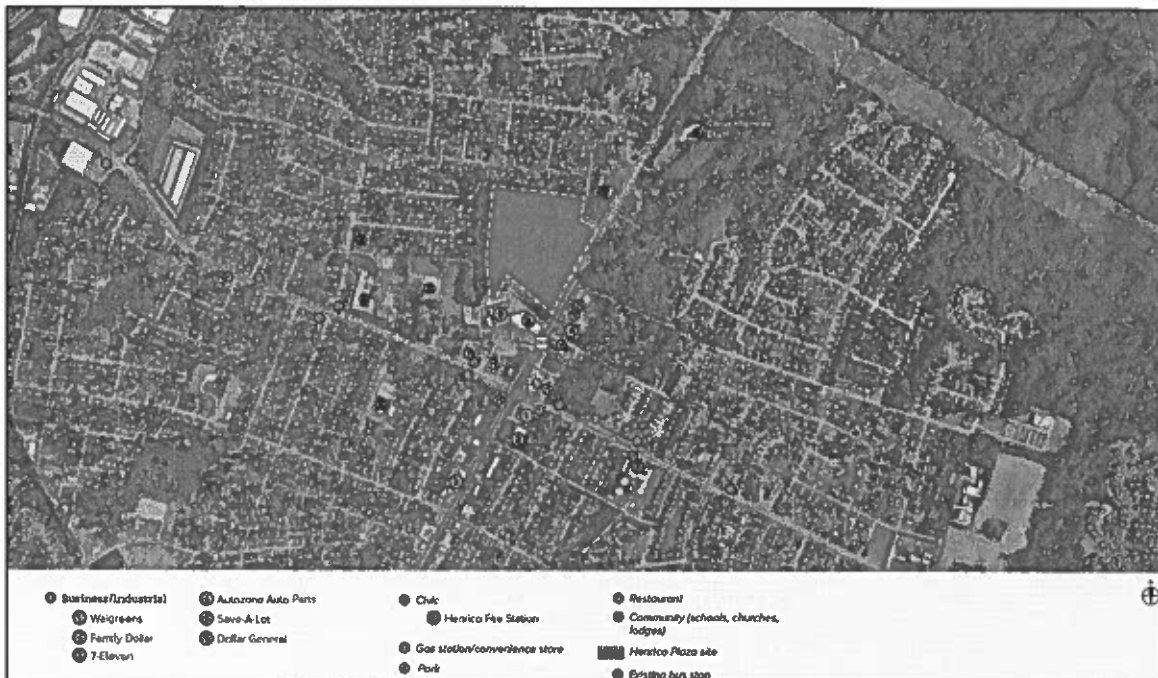 Business/Industrial
Walgreens
Family Dollar
7-Eleven
Autozone Auto Parts
Save-A-Lot
Dollar General
Civic
Henrico Fire Station
Gas station/convenience store
Park
Restaurant
Community (schools, churches,
lodges)
Henrico Plaza site
Existing bus stop